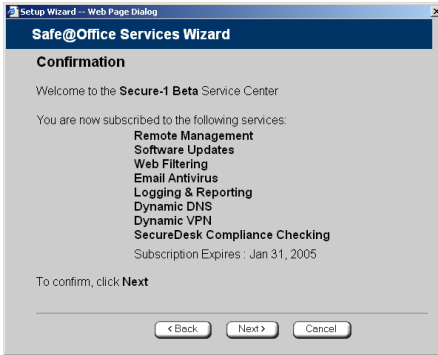 Setup Wizard -- Web Page Dialog
Safe@Office Services Wizard
Confirmation
Welcome to the Secure-1 Beta Service Center
You are now subscribed to the following services:
Remote Management
Software Updates
Web Filtering
Email Antivirus
Logging & Reporting
Dynamic DNS
Dynamic VPN
SecureDesk Compliance Checking
Subscription Expires : Jan 31, 2005
To confirm, click Next
< Back Next > Cancel